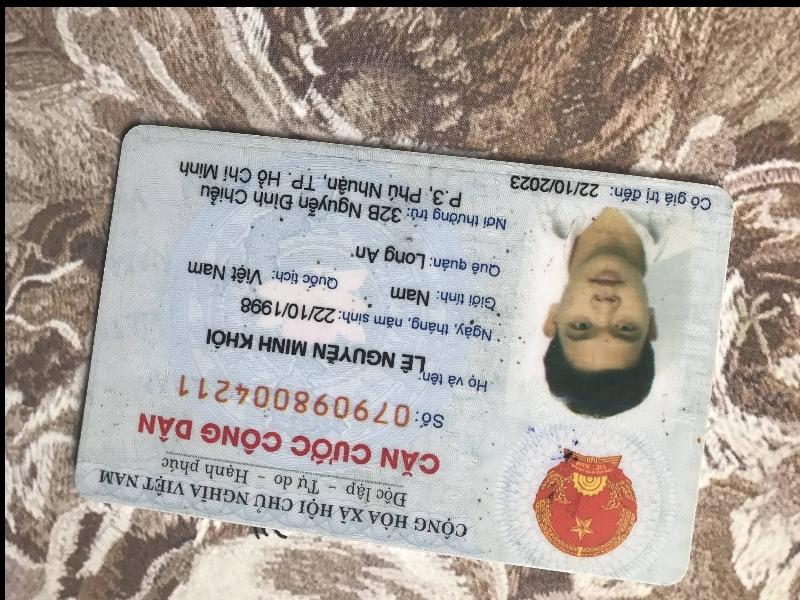 CỘNG HÒA XÃ HỘI CHỦ NGHĨA VIỆT NAM
Độc lập - Tự do - Hạnh phúc
CĂN CƯỚC CÔNG DÂN
Số: 079098004211
Họ và tên: LÊ NGUYỄN MINH KHÔI
Ngày, tháng, năm sinh: 22/10/1998
Giới tính: Nam Quốc tịch: Việt Nam
Quê quán: Long An
Nơi thường trú: 32B Nguyễn Đình Chiểu
P.3, Phú Nhuận, TP. Hồ Chí Minh
Có giá trị đến: 22/10/2023